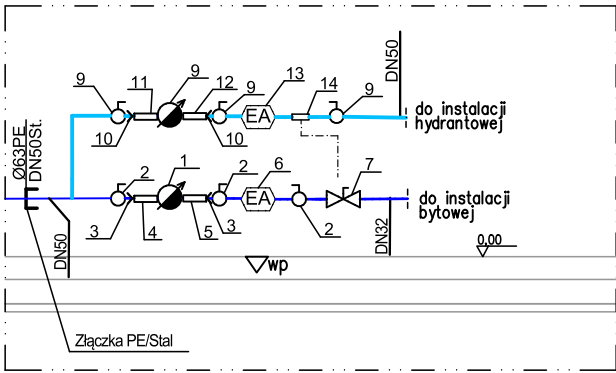 DN50
9
11
9
12
9
13
14
9
EA
do instalacji
hydrantowej
10
10
Ø63PE
DN50St.
2
1
2
6
7
EA
do instalacji
bytowej
3
4
5
3
2
DN50
DN32
0.00
wp
Złączka PE/Stal